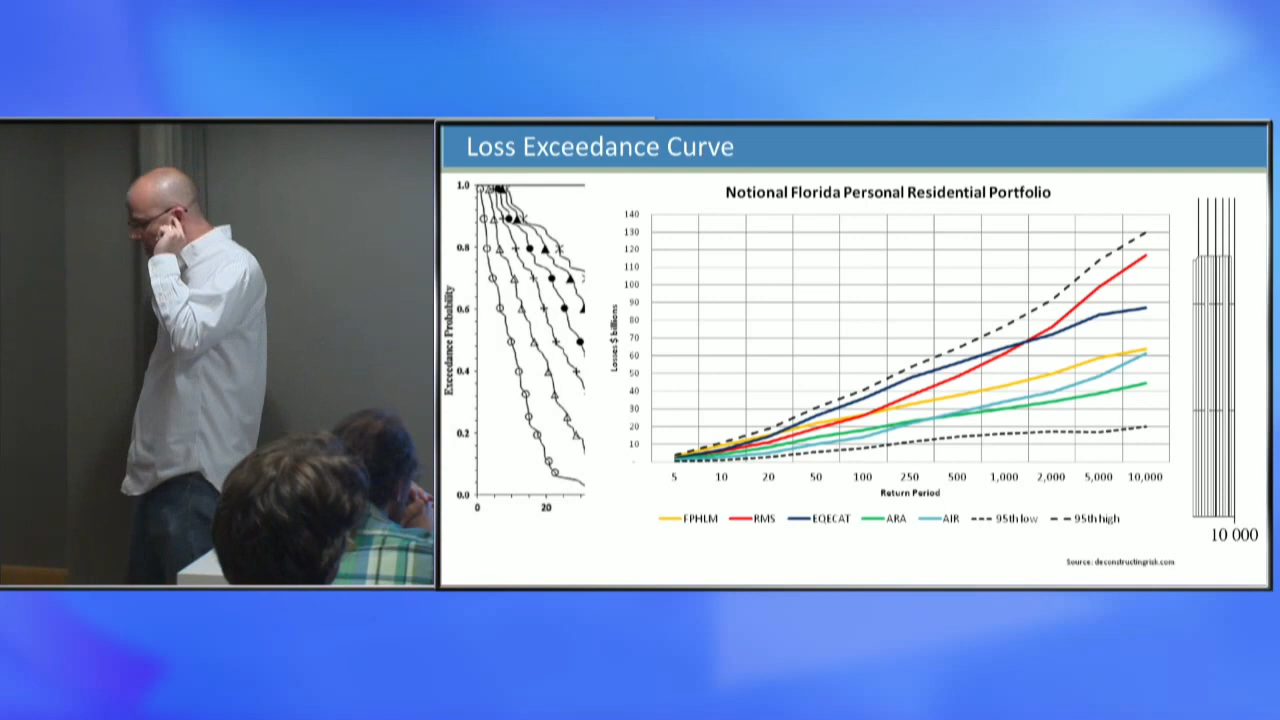 Loss Exceedance Curve
Exceedance Probability
1.0
0.8
0.6
0.4
0.2
0.0
0
20
Notional Florida Personal Residential Portfolio
Losses $ billions
140
130
120
110
100
90
80
70
60
50
40
30
20
10
-
5
10
20
50
100
250
500
1,000
2,000
5,000
10,000
Return Period
FPHLM
RMS
EQECAT
ARA
AIR
95th low
95th high
Source: deconstructingrisk.com
10 000